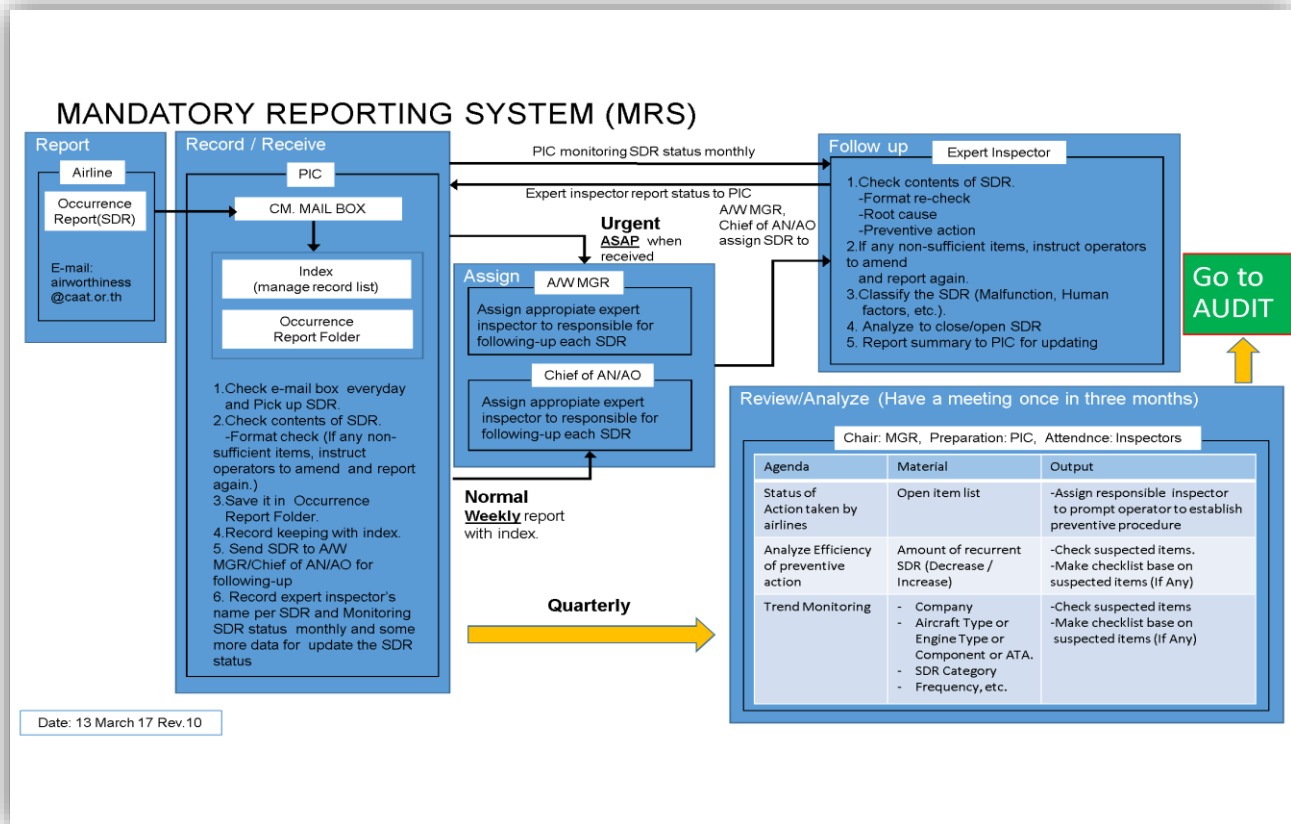 MANDATORY REPORTING SYSTEM (MRS)
Report
Airline
Occurrence
Report(SDR)
E-mail:
airworthiness
@caat.or.th
Record / Receive
PIC
CM. MAIL BOX
Index
(manage record list)
Occurrence
Report Folder
1.Check e-mail box everyday
and Pick up SDR.
2.Check contents of SDR.
-Format check (If any non-
sufficient items, instruct
operators to amend and report
again.)
3.Save it in Occurrence
Report Folder.
4.Record keeping with index.
5. Send SDR to A/W
MGR/Chief of AN/AO for
following-up
6. Record expert inspector's
name per SDR and Monitoring
SDR status monthly and some
more data for update the SDR
status
PIC monitoring SDR status monthly
Expert inspector report status to PIC
Urgent
ASAP when
received
A/W MGR,
Chief of AN/AO
assign SDR to
Assign
A/W MGR
Assign appropiate expert
inspector to responsible for
following-up each SDR
Chief of AN/AO
Assign appropiate expert
inspector to responsible for
following-up each SDR
Normal
Weekly report
with index.
Quarterly
Follow up
Expert Inspector
1.Check contents of SDR.
-Format re-check
-Root cause
-Preventive action
2.If any non-sufficient items, instruct operators
to amend
and report again.
3.Classify the SDR (Malfunction, Human
factors, etc.).
4. Analyze to close/open SDR
5. Report summary to PIC for updating
Go to
AUDIT
Review/Analyze (Have a meeting once in three months)
Chair: MGR, Preparation: PIC, Attendnce: Inspectors
Agenda Material Output
Status of
Action taken by
airlines
Open item list
-Assign responsible inspector
to prompt operator to establish
preventive procedure
Analyze Efficiency
of preventive
action
Amount of recurrent
SDR (Decrease /
Increase)
-Check suspected items.
-Make checklist base on
suspected items (If Any)
Trend Monitoring
- Company
- Aircraft Type or
Engine Type or
Component or ATA.
- SDR Category
- Frequency, etc.
-Check suspected items
-Make checklist base on
suspected items (If Any)
Date: 13 March 17 Rev.10